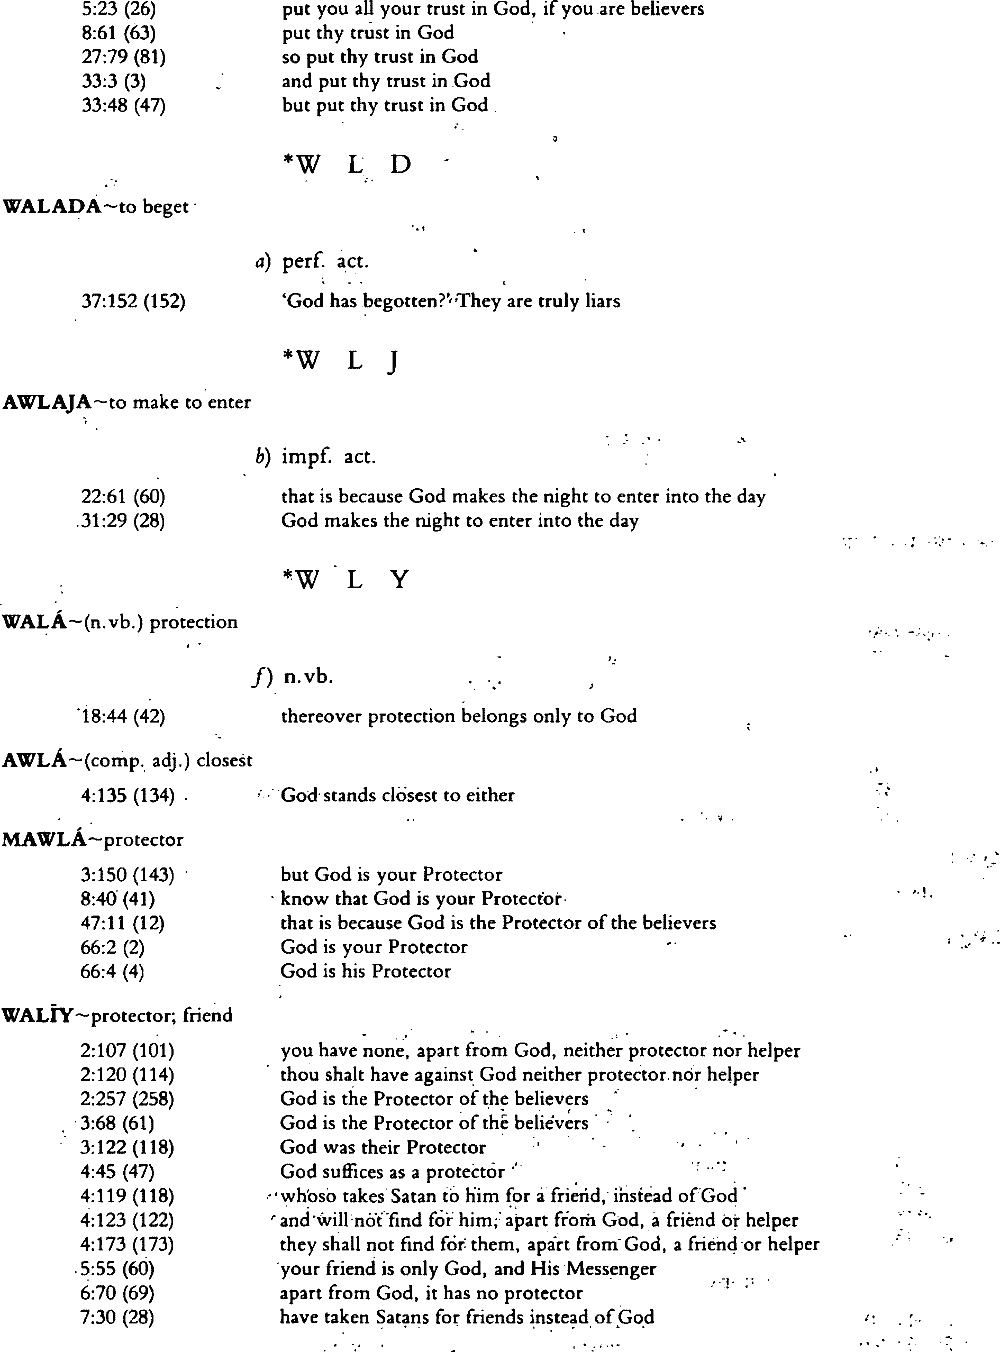 5:23 (26) put you all your trust in God, if you are believers
8:61 (63) put thy trust in God
27:79 (81) so put thy trust in God
33:3 (3) and put thy trust in God
33:48 (47) but put thy trust in God
*W L D
WALADA~to beget
a) perf. act.
37:152 (152) ‘God has begotten?’ They are truly liars
*W L J
AWLAJA~to make to enter
b) impf. act.
22:61 (60) that is because God makes the night to enter into the day
31:29 (28) God makes the night to enter into the day
*W L Y
WALÁ~(n.vb.) protection
f) n.vb.
18:44 (42) thereover protection belongs only to God
AWLÁ~(comp. adj.) closest
4:135 (134) God stands closest to either
MAWLÁ~protector
3:150 (143) but God is your Protector
8:40 (41) know that God is your Protector
47:11 (12) that is because God is the Protector of the believers
66:2 (2) God is your Protector
66:4 (4) God is his Protector
WALĪY~protector; friend
2:107 (101) you have none, apart from God, neither protector nor helper
2:120 (114) thou shalt have against God neither protector nor helper
2:257 (258) God is the Protector of the believers
3:68 (61) God is the Protector of the believers
3:122 (118) God was their Protector
4:45 (47) God suffices as a protector
4:119 (118) whoso takes Satan to him for a friend, instead of God
4:123 (122) and will not find for him, apart from God, a friend or helper
4:173 (173) they shall not find for them, apart from God, a friend or helper
5:55 (60) your friend is only God, and His Messenger
6:70 (69) apart from God, it has no protector
7:30 (28) have taken Satans for friends instead of God